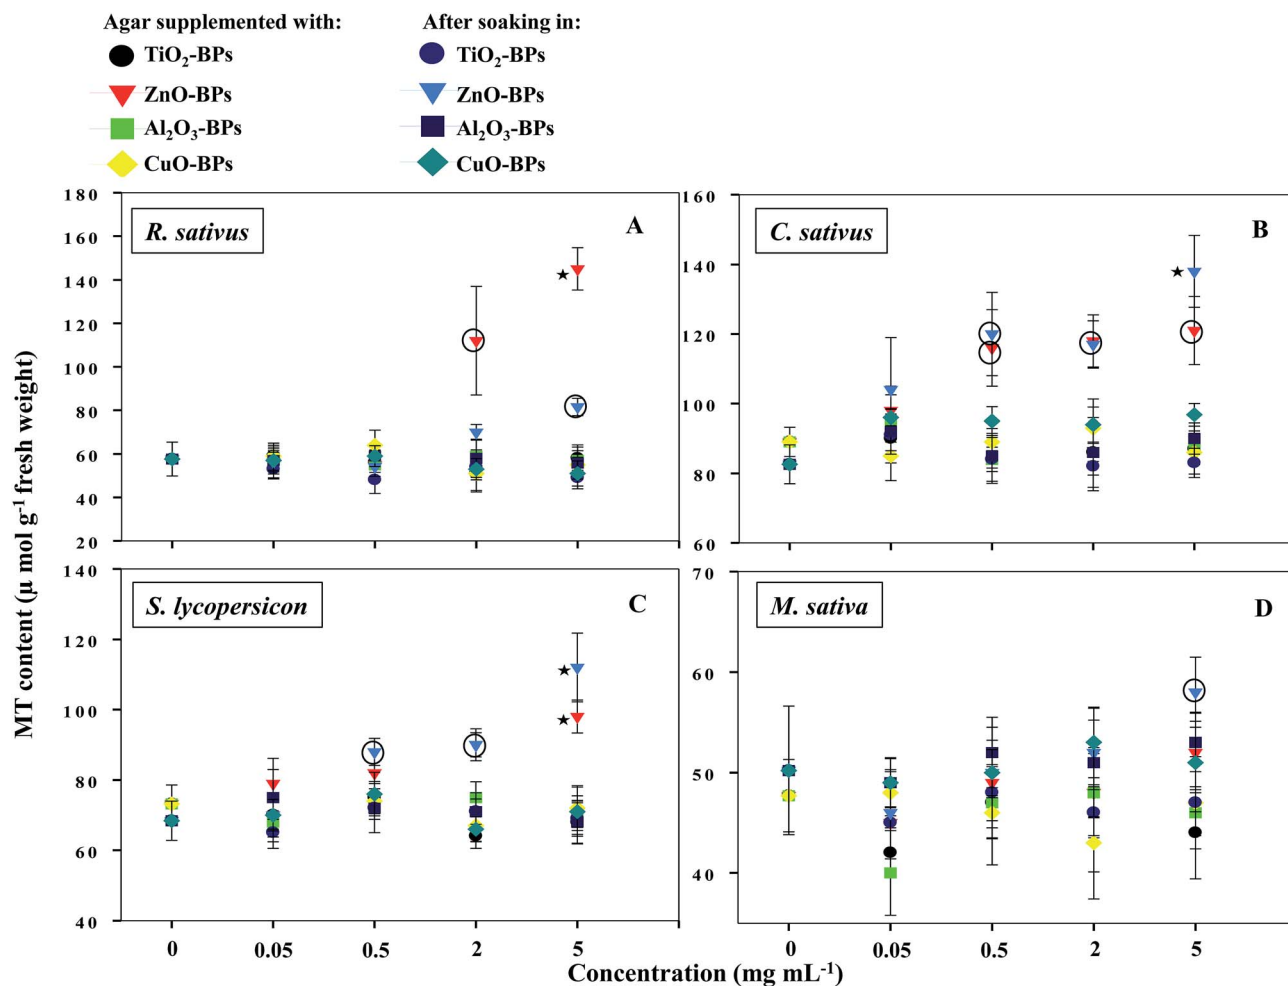 Agar supplemented with: After soaking in:
TiO₂-BPs TiO₂-BPs
ZnO-BPs ZnO-BPs
Al₂O₃-BPs Al₂O₃-BPs
CuO-BPs CuO-BPs
MT content (μ mol g⁻¹ fresh weight)
R. sativus A
180
160
140
120
100
80
60
40
20
C. sativus B
160
140
120
100
80
60
S. lycopersicon C
140
120
100
80
60
40
0 0.05 0.5 2 5
M. sativa D
70
60
50
40
0 0.05 0.5 2 5
Concentration (mg mL⁻¹)